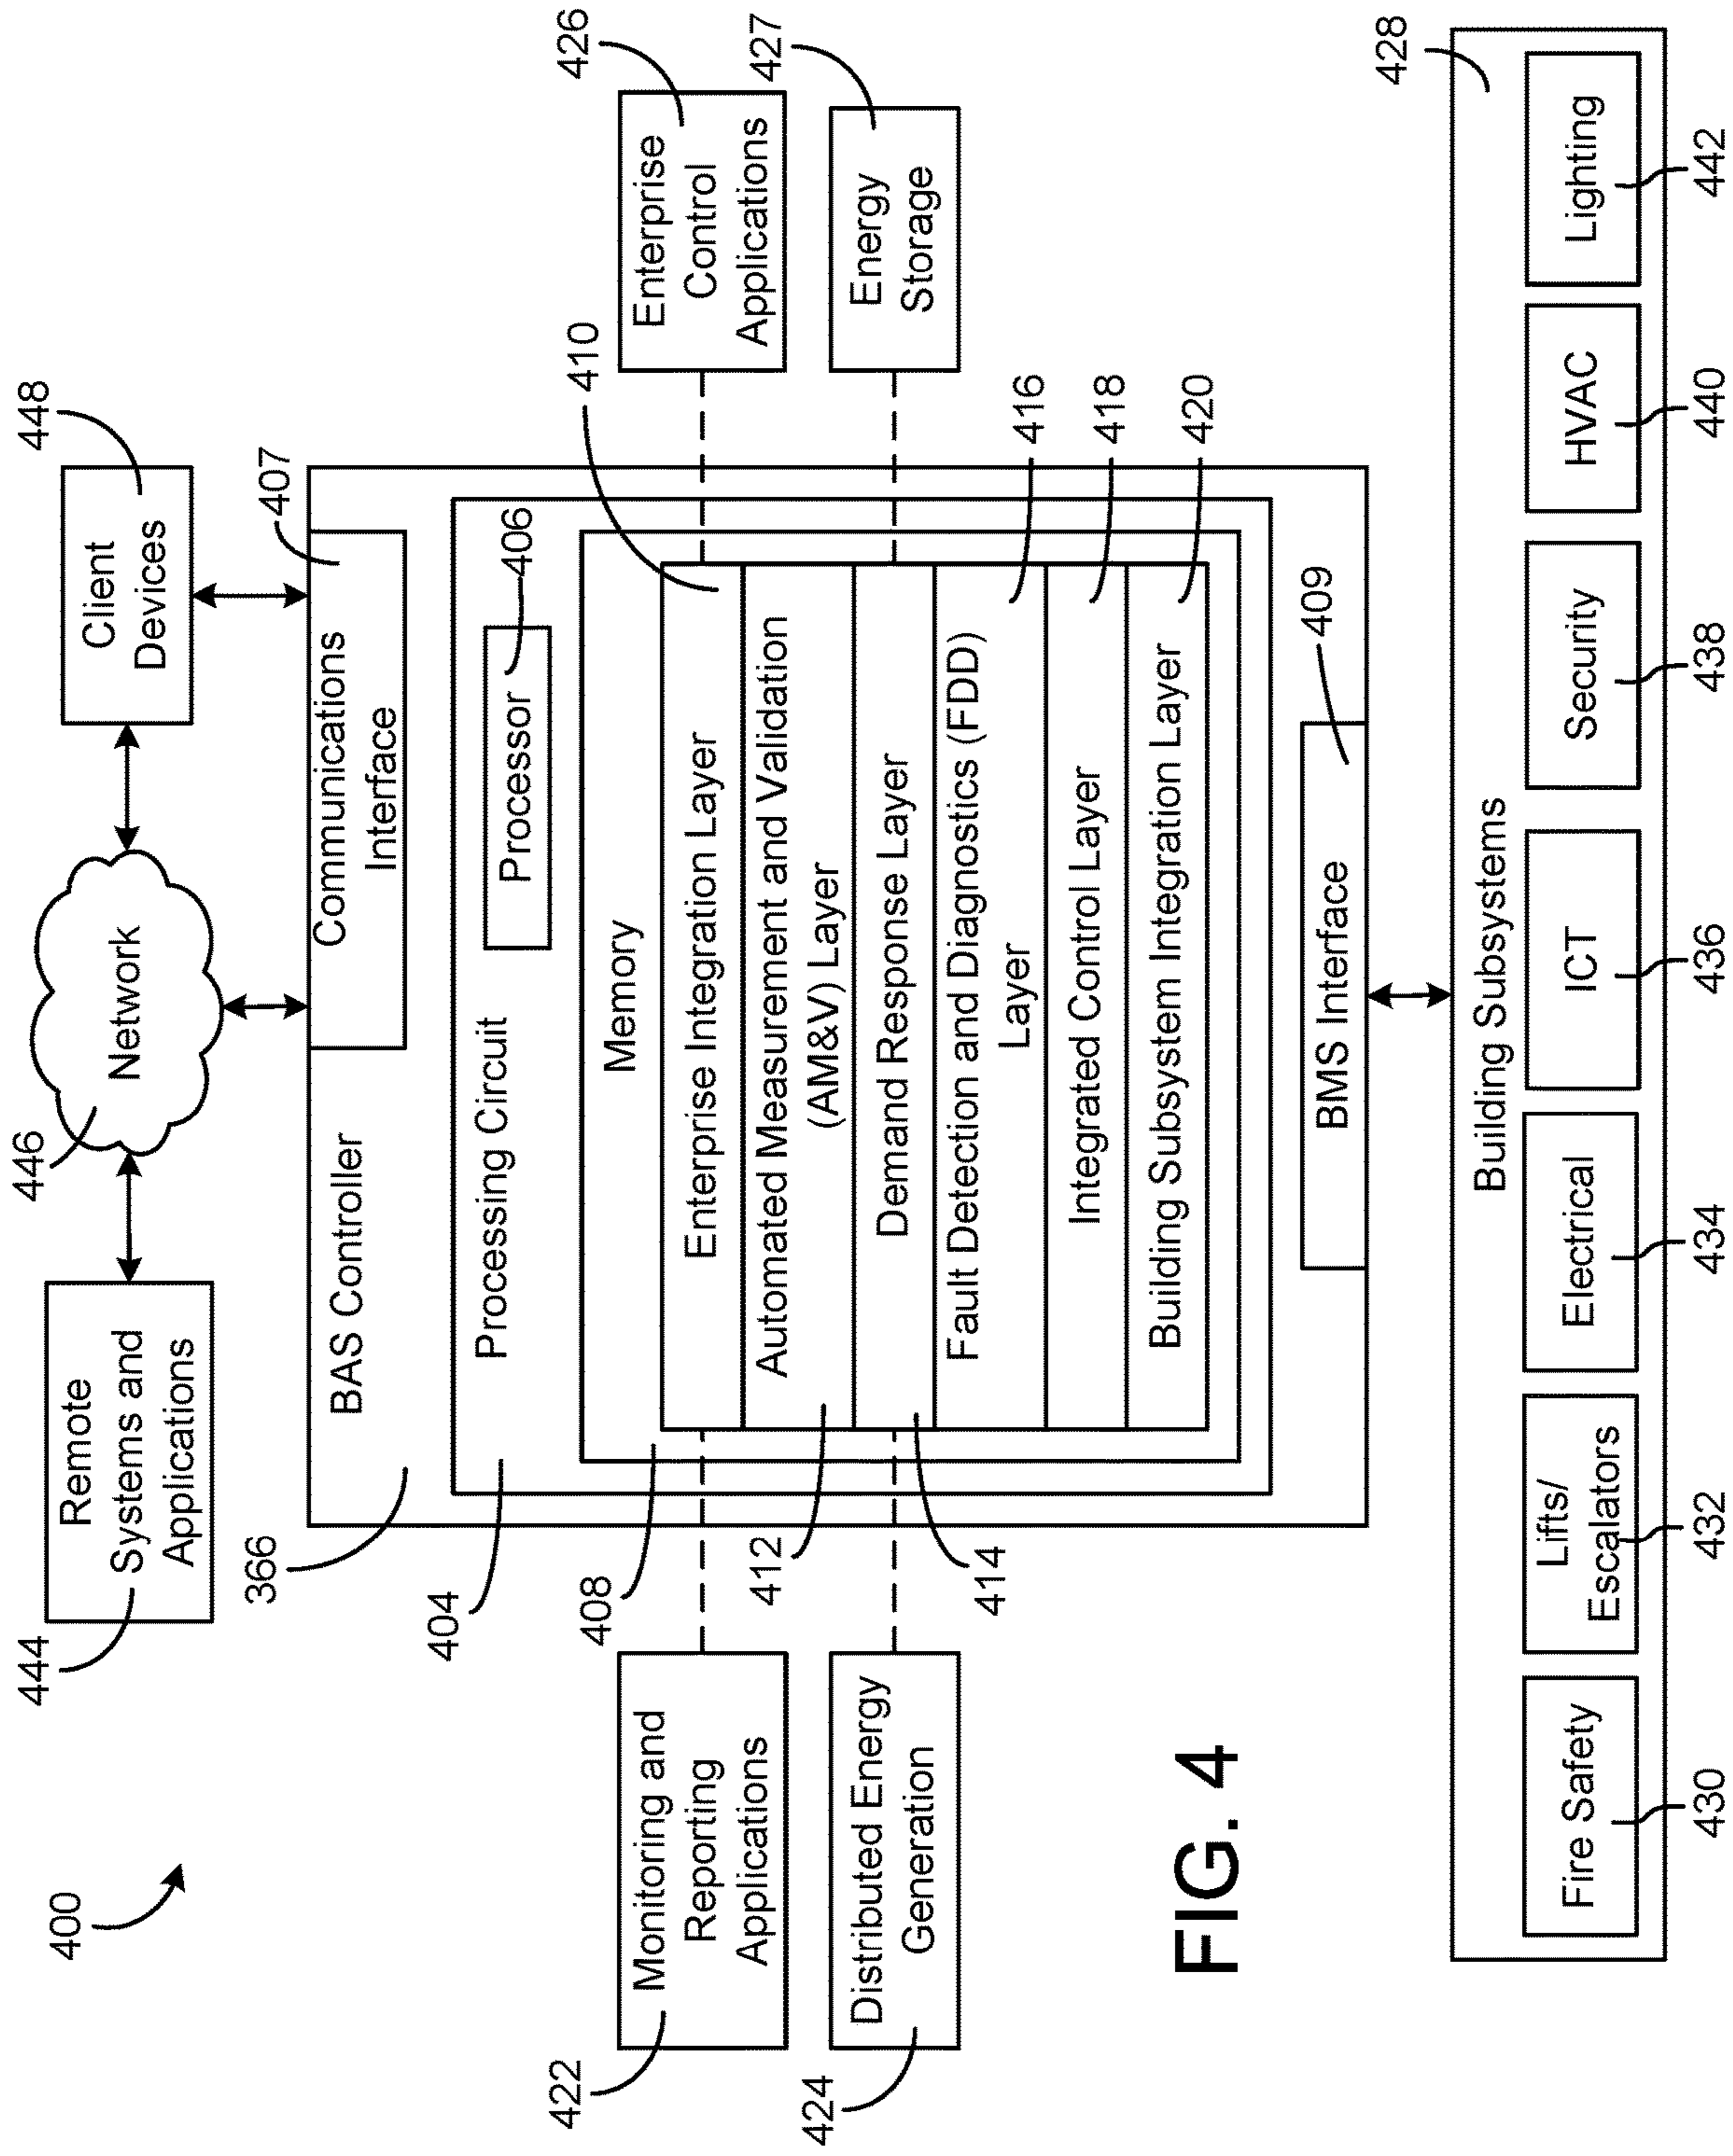 400
444
Remote
Systems and
Applications
446
Network
448
Client
Devices
366
BAS Controller
407
Communications
Interface
404
Processing Circuit
406
Processor
408
Memory
410
Enterprise Integration Layer
412
Automated Measurement and Validation
(AM&V) Layer
414
Demand Response Layer
416
Fault Detection and Diagnostics (FDD)
Layer
418
Integrated Control Layer
420
Building Subsystem Integration Layer
409
BMS Interface
422
Monitoring and
Reporting
Applications
424
Distributed Energy
Generation
426
Enterprise
Control
Applications
427
Energy
Storage
428
Building Subsystems
Fire Safety
Lifts/
Escalators
Electrical
ICT
Security
HVAC
Lighting
430
432
434
436
438
440
442
FIG. 4